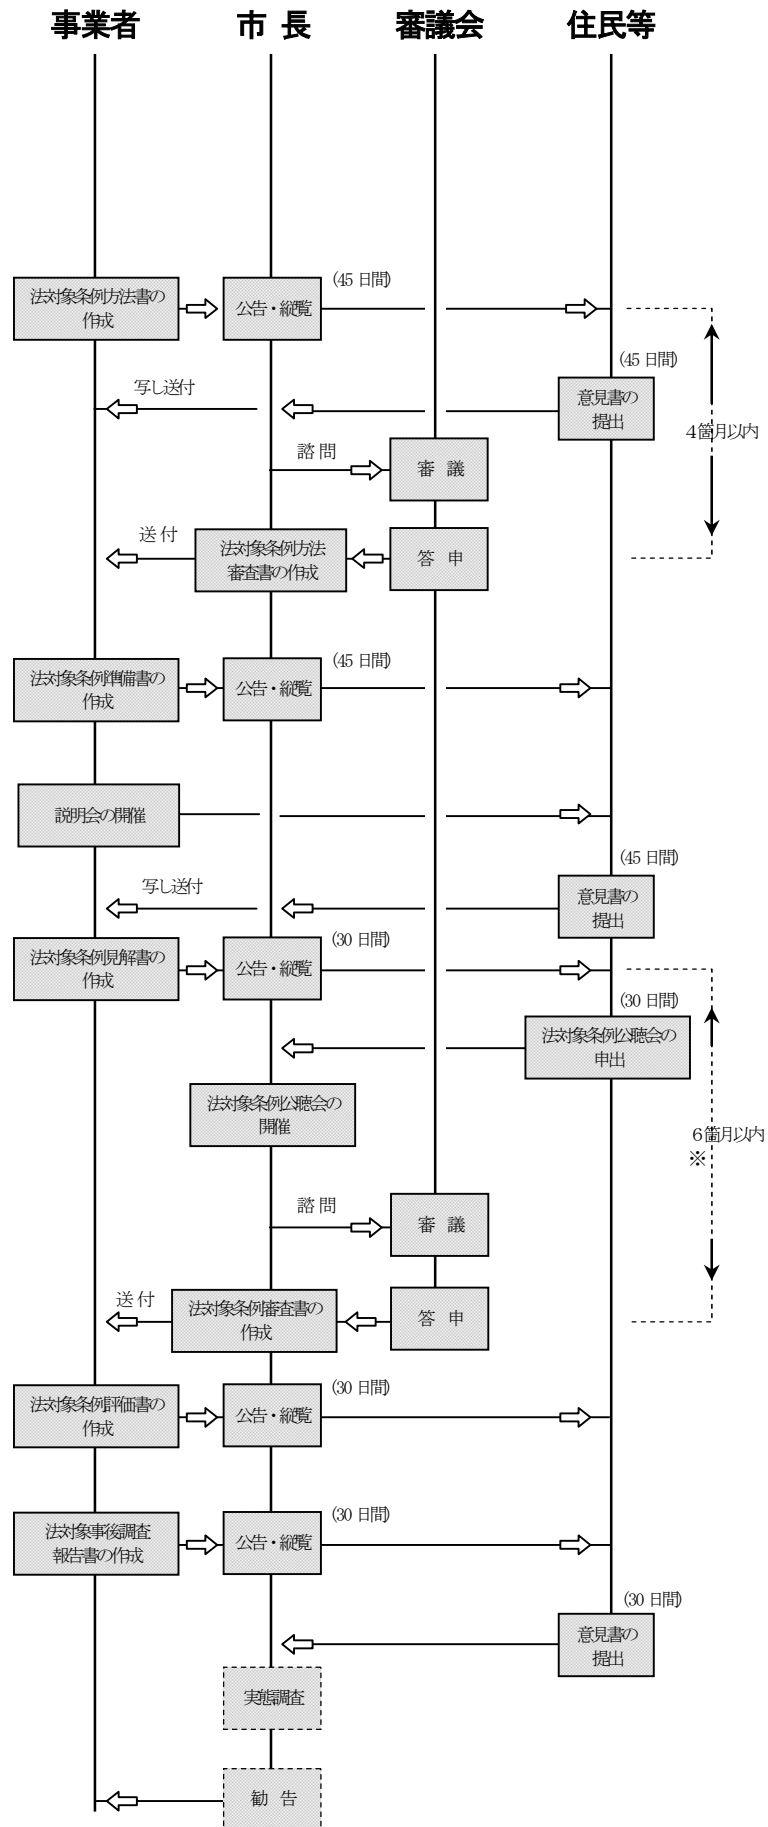 事業者
市 長
審議会
住民等
(45 日間)
法対象条例方法書の
作成
公告・縦覧
(45 日間)
写し送付
意見書の
提出
4箇月以内
諮 問
審 議
送 付
法対象条例方法
審査書の作成
答 申
(45 日間)
法対象条例準備書の
作成
公告・縦覧
説明会の開催
(45 日間)
写し送付
意見書の
提出
(30 日間)
法対象条例見解書の
作成
公告・縦覧
(30 日間)
法対象条例公聴会の
申出
法対象条例公聴会の
開催
6箇月以内
※
諮 問
審 議
送 付
法対象条例審査書の
作成
答 申
(30 日間)
法対象条例評価書の
作成
公告・縦覧
(30 日間)
法対象事後調査
報告書の作成
公告・縦覧
(30 日間)
意見書の
提出
実態調査
勧 告